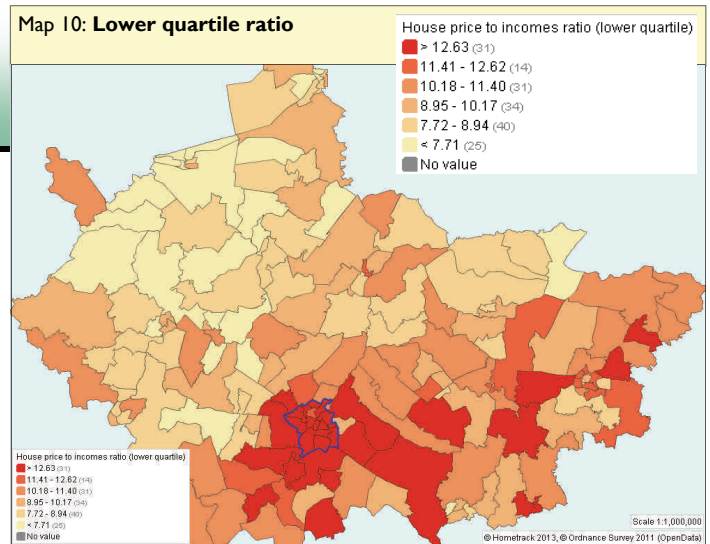 Map 10: Lower quartile ratio
House price to incomes ratio (lower quartile)
> 12.63 (31)
11.41 - 12.62 (14)
10.18 - 11.40 (31)
8.95 - 10.17 (34)
7.72 - 8.94 (40)
< 7.71 (25)
No value
House price to incomes ratio (lower quartile)
> 12.63 (31)
11.41 - 12.62 (14)
10.18 - 11.40 (31)
8.95 - 10.17 (34)
7.72 - 8.94 (40)
< 7.71 (25)
No value
Scale 1:1,000,000
© Hometrack 2013, © Ordnance Survey 2011 (OpenData)